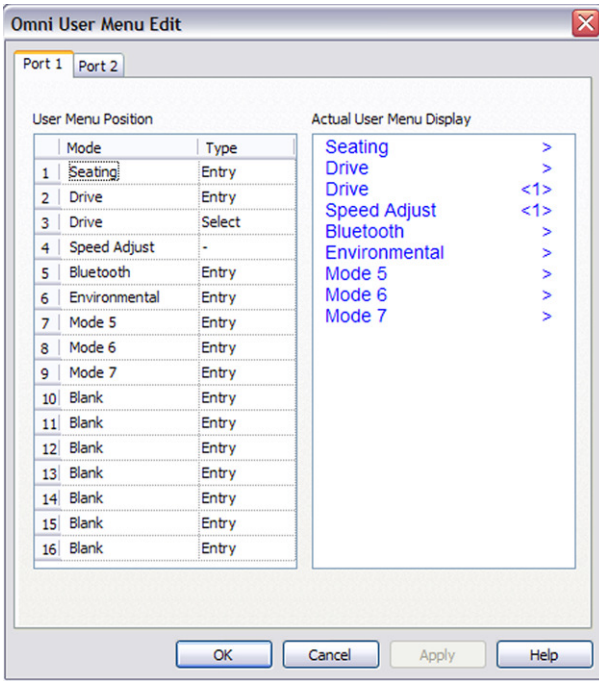 Omni User Menu Edit
Port 1 Port 2
User Menu Position
Mode Type
1 Seating Entry
2 Drive Entry
3 Drive Select
4 Speed Adjust -
5 Bluetooth Entry
6 Environmental Entry
7 Mode 5 Entry
8 Mode 6 Entry
9 Mode 7 Entry
10 Blank Entry
11 Blank Entry
12 Blank Entry
13 Blank Entry
14 Blank Entry
15 Blank Entry
16 Blank Entry
Actual User Menu Display
Seating >
Drive >
Drive <1>
Speed Adjust <1>
Bluetooth >
Environmental >
Mode 5 >
Mode 6 >
Mode 7 >
OK Cancel Apply Help